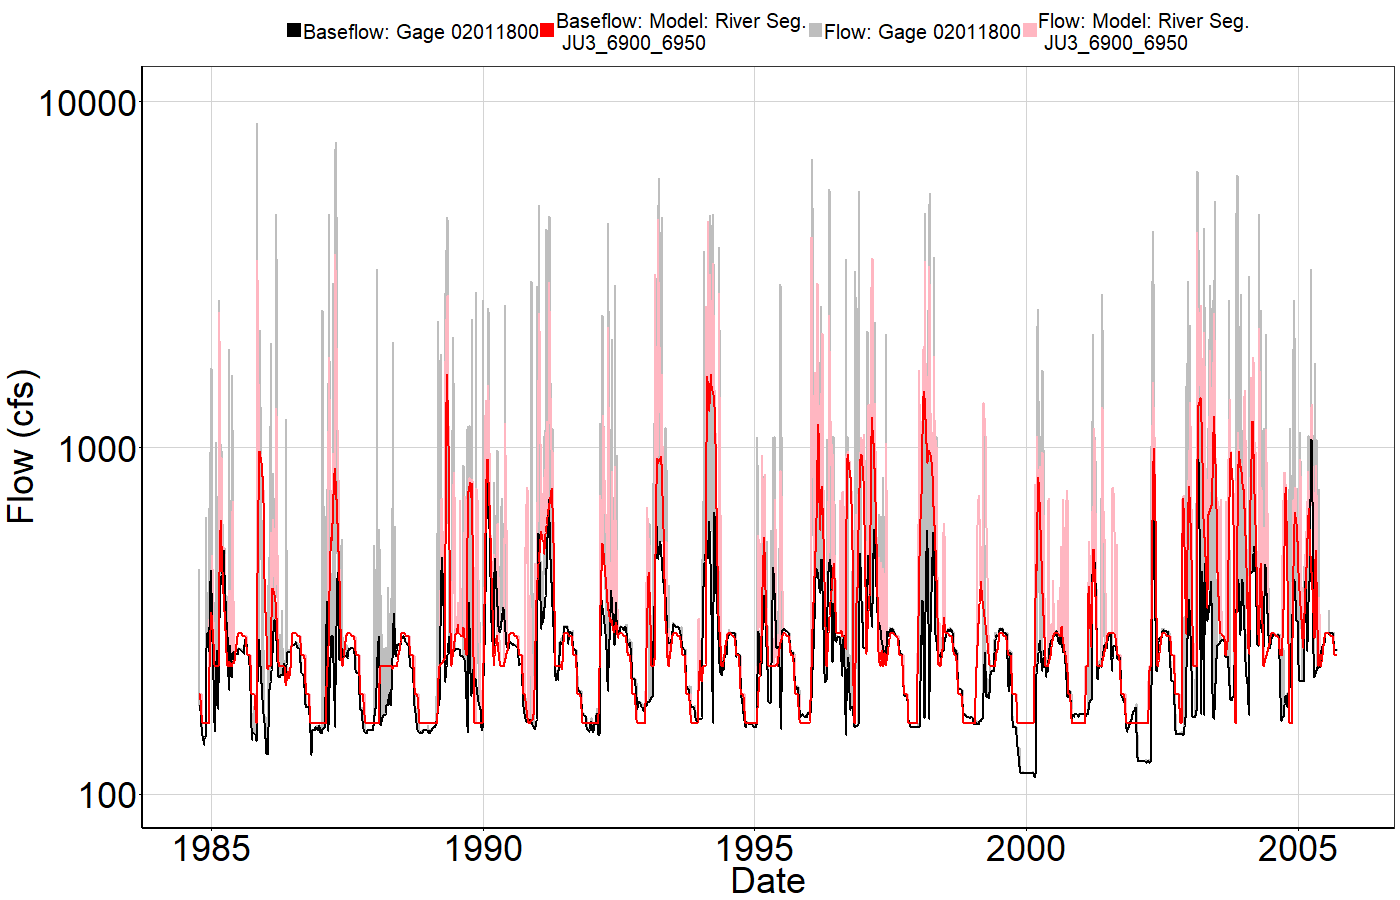 Baseflow: Gage 02011800 Baseflow: Model: River Seg. Flow: Gage 02011800 Flow: Model: River Seg.
JU3_6900_6950 JU3_6900_6950
10000
1000
100
Flow (cfs)
1985 1990 1995 2000 2005
Date